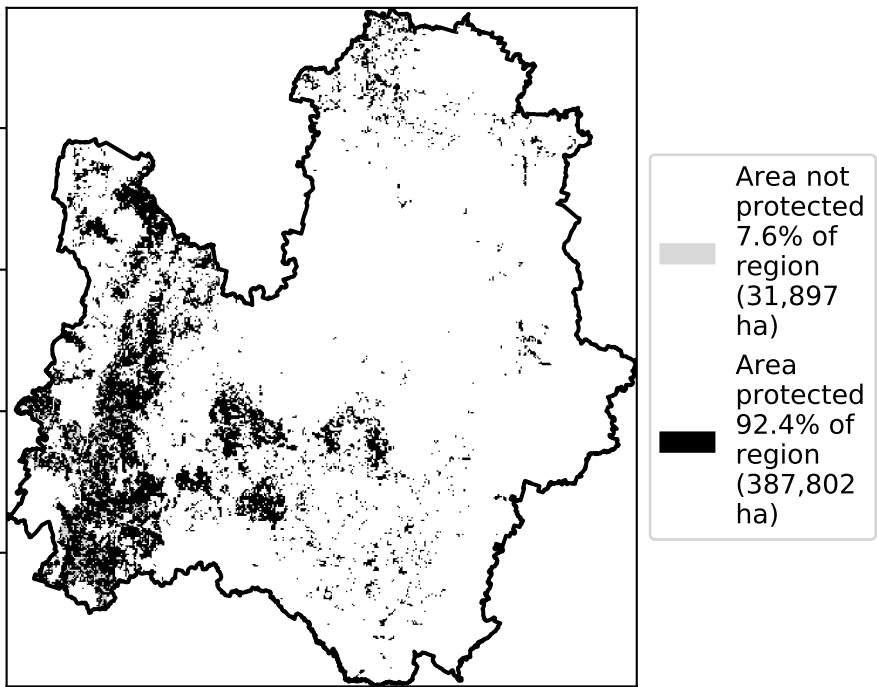 Area not
protected
7.6% of
region
(31,897
ha)
Area
protected
92.4% of
region
(387,802
ha)